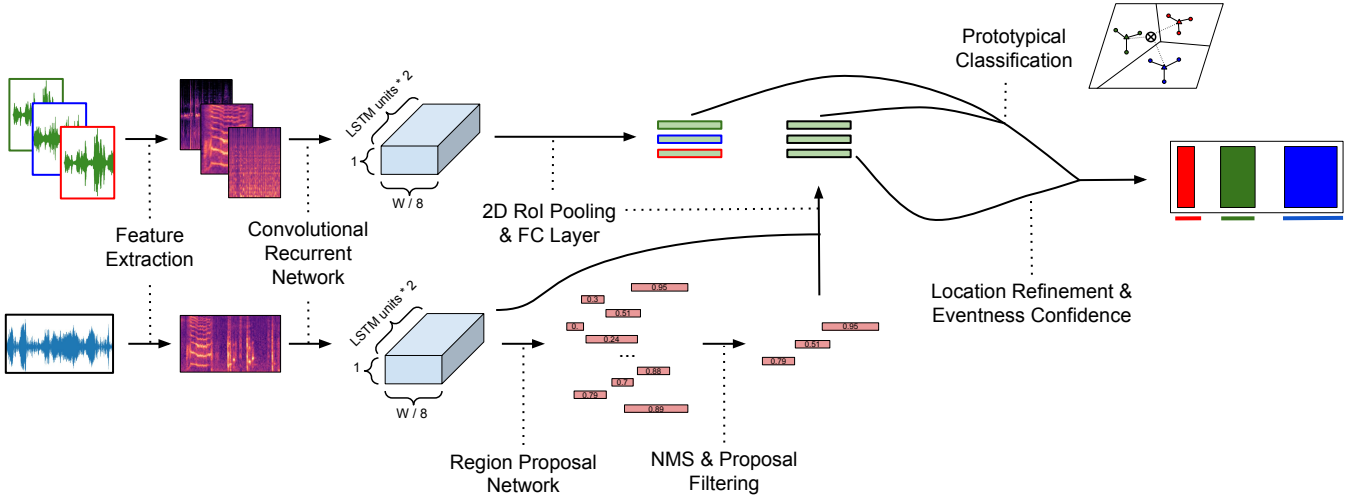 Prototypical
Classification
LSTM units * 2
1
W / 8
2D RoI Pooling
& FC Layer
Feature
Extraction
Convolutional
Recurrent
Network
LSTM units * 2
1
W / 8
0.95
0.3
0.51
0.
0.24
...
0.88
0.7
0.79
0.89
0.95
0.51
0.79
Location Refinement &
Eventness Confidence
Region Proposal
Network
NMS & Proposal
Filtering